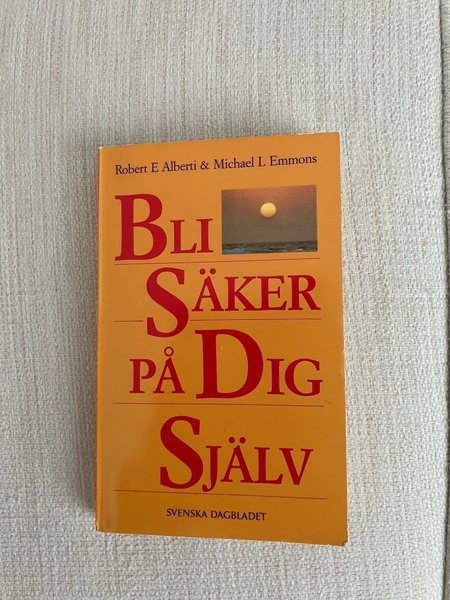 Robert E Alberti & Michael L Emmons
BLI
SÄKER
PÅ DIG
SJÄLV
SVENSKA DAGBLADET